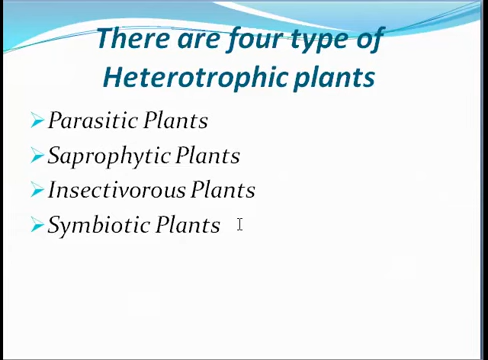 There are four type of
Heterotrophic plants
Parasitic Plants
Saprophytic Plants
Insectivorous Plants
Symbiotic Plants